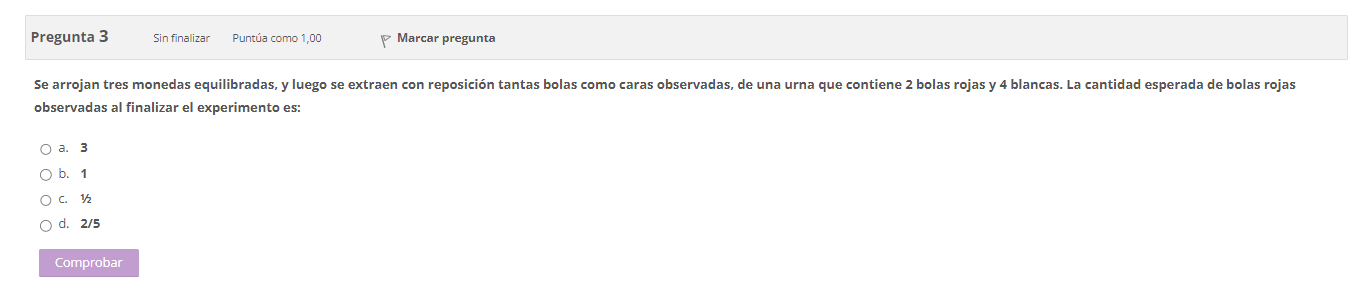 Pregunta 3 Sin finalizar Puntúa como 1,00 Marcar pregunta
Se arrojan tres monedas equilibradas, y luego se extraen con reposición tantas bolas como caras observadas, de una urna que contiene 2 bolas rojas y 4 blancas. La cantidad esperada de bolas rojas
observadas al finalizar el experimento es:
a. 3
b. 1
c. ½
d. 2/5
Comprobar